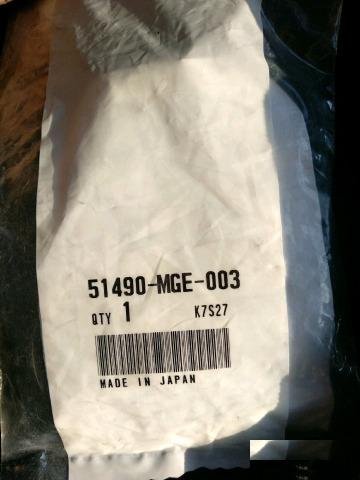 51490-MGE-003
QTY 1 K7S27
MADE IN JAPAN